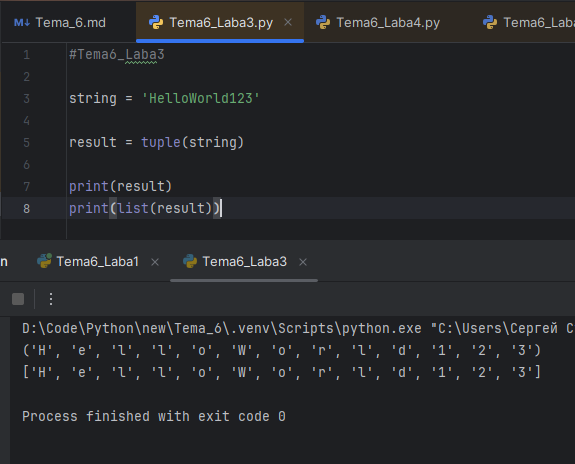 Tema_6.md Tema6_Laba3.py Tema6_Laba4.py Tema6_Lab
1 #Tema6_Laba3
2
3 string = 'HelloWorld123'
4
5 result = tuple(string)
6
7 print(result)
8 print(list(result))
n Tema6_Laba1 Tema6_Laba3
D:\Code\Python\new\Tema_6\.venv\Scripts\python.exe "C:\Users\Сергей С
('H', 'e', 'l', 'l', 'o', 'W', 'o', 'r', 'l', 'd', '1', '2', '3')
['H', 'e', 'l', 'l', 'o', 'W', 'o', 'r', 'l', 'd', '1', '2', '3']
Process finished with exit code 0